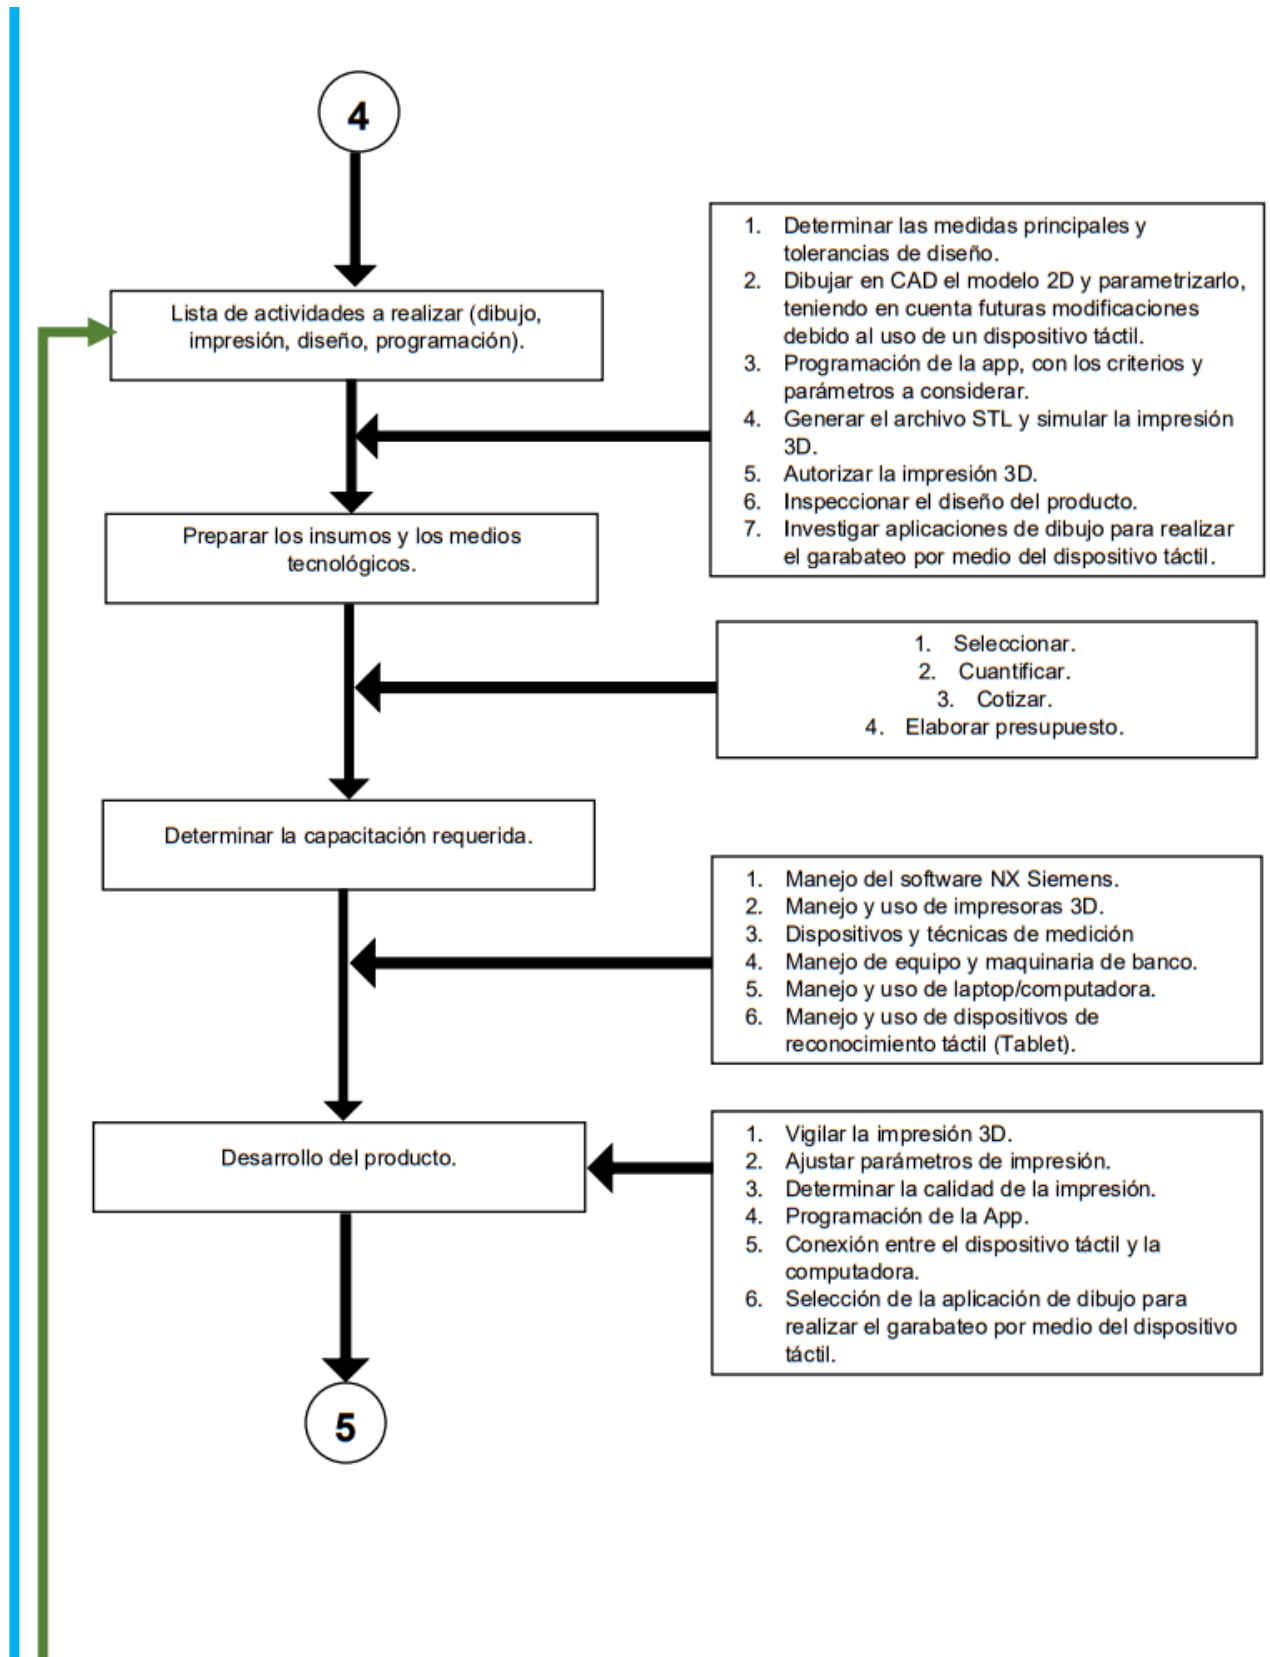 4
Lista de actividades a realizar (dibujo,
impresión, diseño, programación).
1. Determinar las medidas principales y
tolerancias de diseño.
2. Dibujar en CAD el modelo 2D y parametrizarlo,
teniendo en cuenta futuras modificaciones
debido al uso de un dispositivo táctil.
3. Programación de la app, con los criterios y
parámetros a considerar.
4. Generar el archivo STL y simular la impresión
3D.
5. Autorizar la impresión 3D.
6. Inspeccionar el diseño del producto.
7. Investigar aplicaciones de dibujo para realizar
el garabateo por medio del dispositivo táctil.
Preparar los insumos y los medios
tecnológicos.
1. Seleccionar.
2. Cuantificar.
3. Cotizar.
4. Elaborar presupuesto.
Determinar la capacitación requerida.
1. Manejo del software NX Siemens.
2. Manejo y uso de impresoras 3D.
3. Dispositivos y técnicas de medición
4. Manejo de equipo y maquinaria de banco.
5. Manejo y uso de laptop/computadora.
6. Manejo y uso de dispositivos de
reconocimiento táctil (Tablet).
Desarrollo del producto.
1. Vigilar la impresión 3D.
2. Ajustar parámetros de impresión.
3. Determinar la calidad de la impresión.
4. Programación de la App.
5. Conexión entre el dispositivo táctil y la
computadora.
6. Selección de la aplicación de dibujo para
realizar el garabateo por medio del dispositivo
táctil.
5